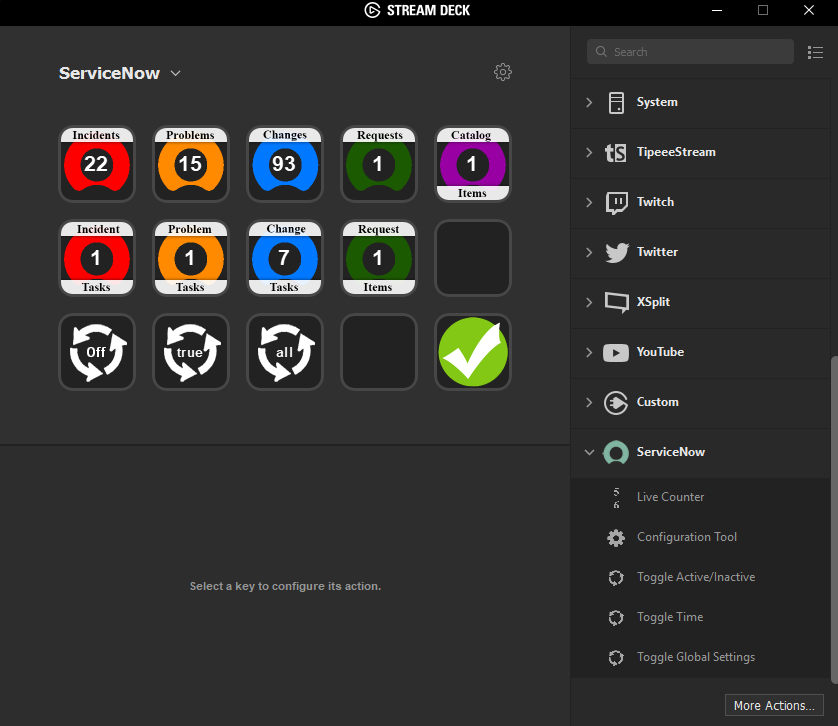 STREAM DECK
ServiceNow
Incidents
22
Problems
15
Changes
93
Requests
1
Catalog
1
Items
Incident
1
Tasks
Problem
1
Tasks
Change
7
Tasks
Request
1
Items
Off
true
all
Select a key to configure its action.
Search
System
TipeeeStream
Twitch
Twitter
XSplit
YouTube
Custom
ServiceNow
5
6
Live Counter
Configuration Tool
Toggle Active/Inactive
Toggle Time
Toggle Global Settings
More Actions...